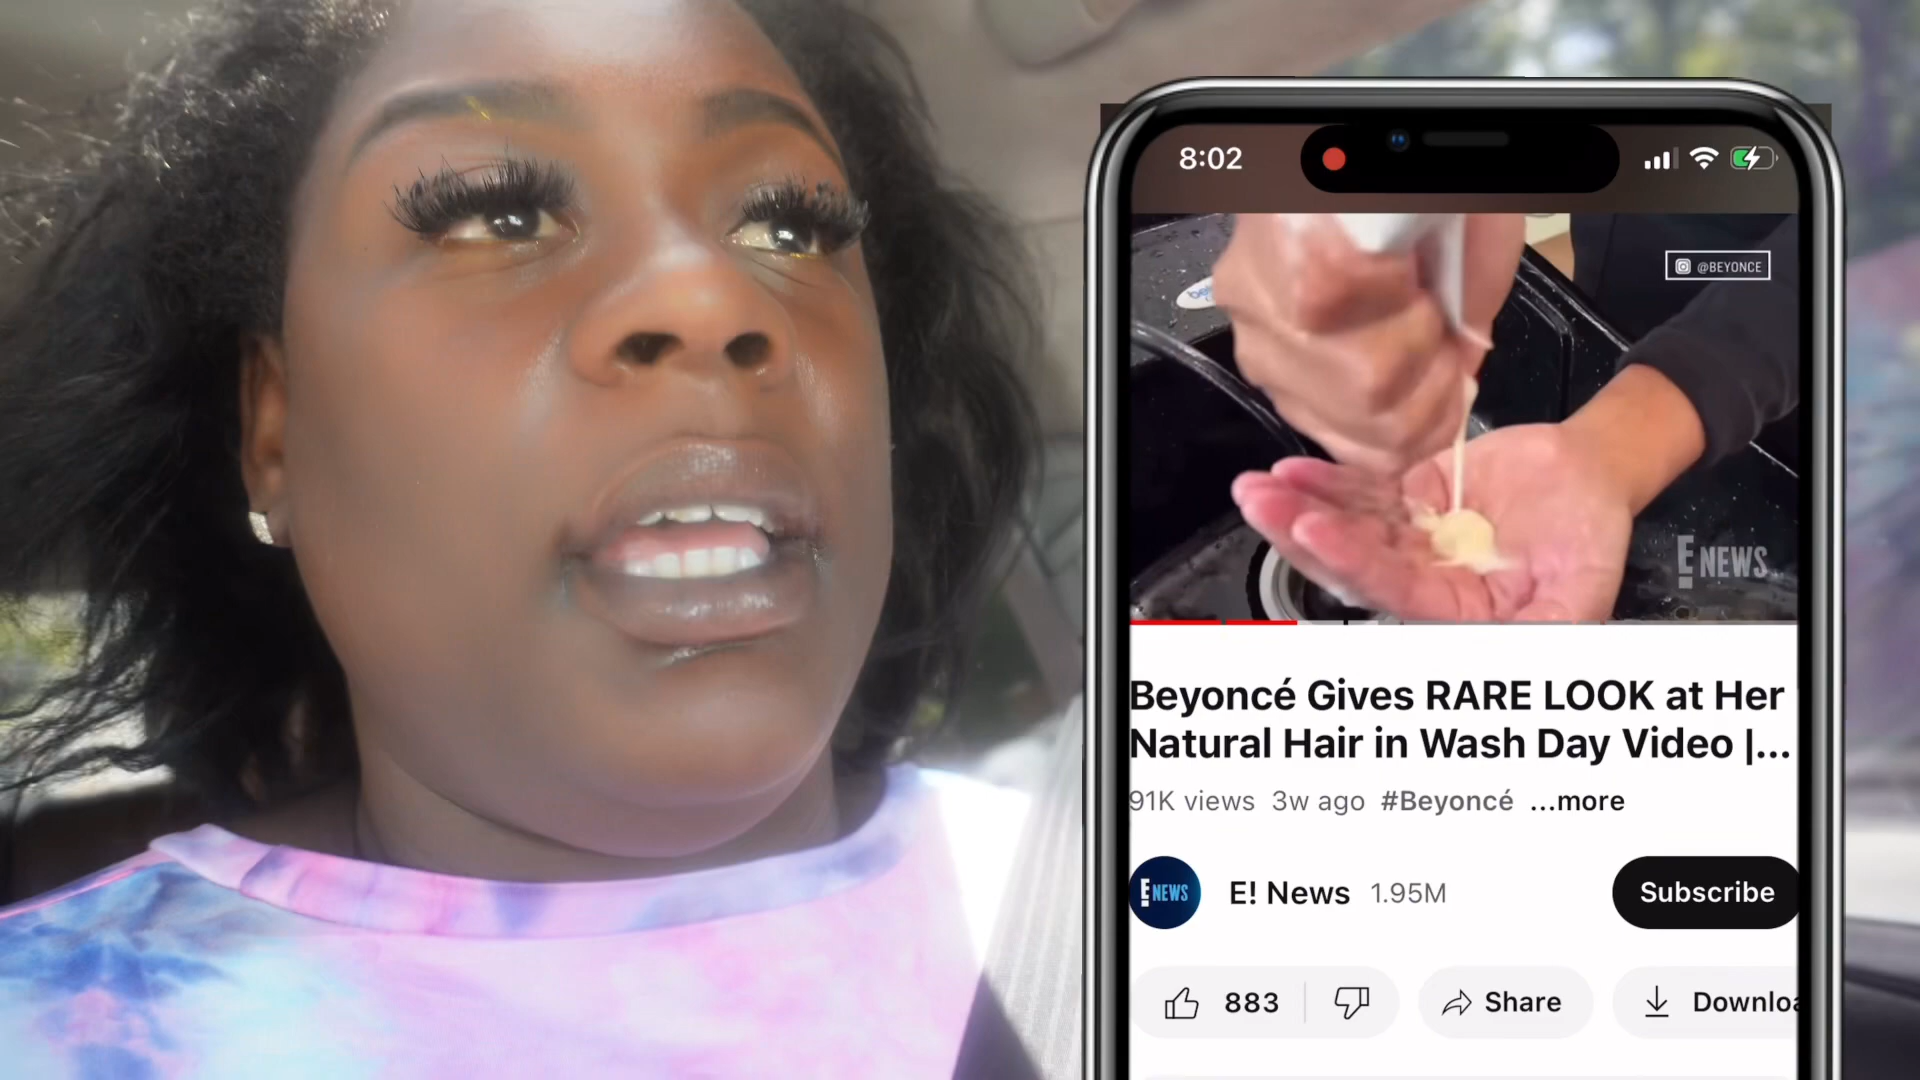 8:02
@BEYONCE
E! NEWS
Beyoncé Gives RARE LOOK at Her
Natural Hair in Wash Day Video |...
91K views 3w ago #Beyoncé ...more
E! NEWS
E! News 1.95M
Subscribe
883
Share
Downloa